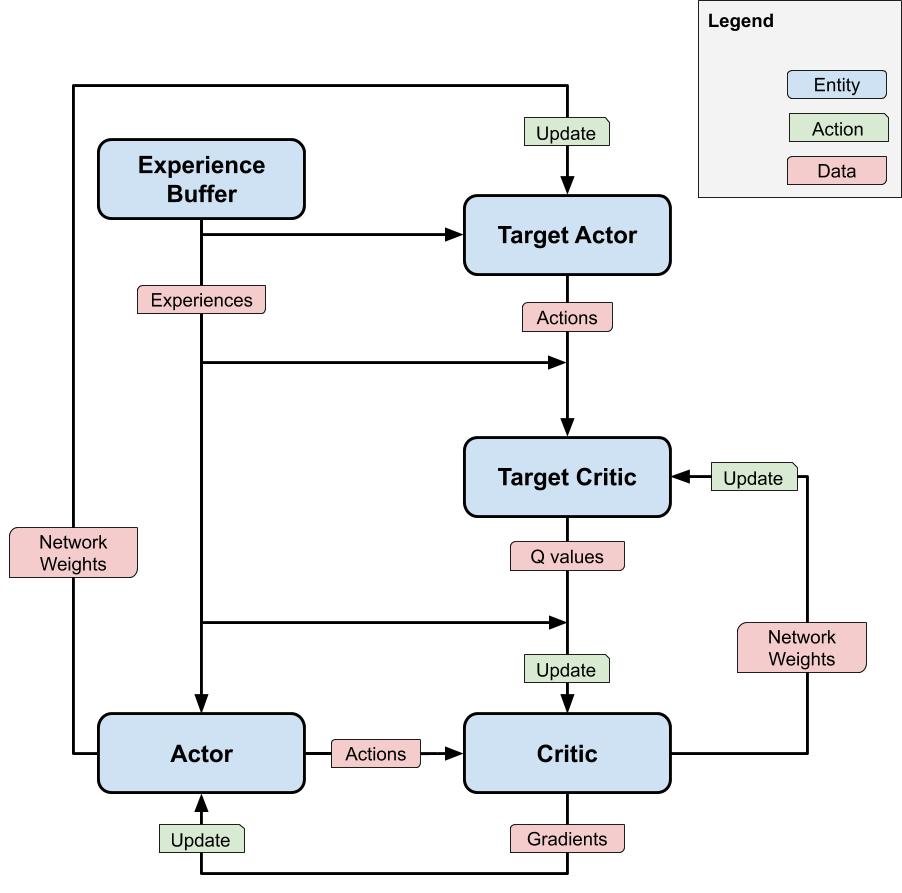 Legend
Entity
Action
Data
Update
Experience
Buffer
Target Actor
Experiences
Actions
Target Critic
Update
Network
Weights
Q values
Network
Weights
Update
Actor
Actions
Critic
Update
Gradients